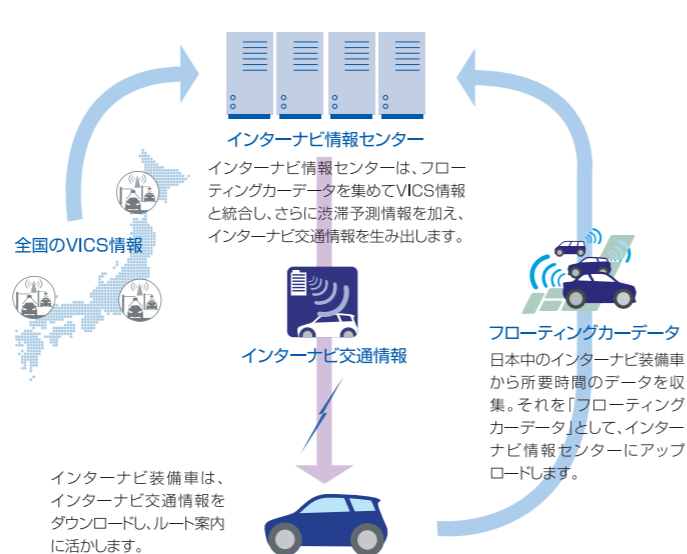 インターナビ情報センター
インターナビ情報センターは、フロー
ティングカーデータを集めてVICS情報
と統合し、さらに渋滞予測情報を加え、
インターナビ交通情報を生み出します。
全国のVICS情報
インターナビ交通情報
フローティングカーデータ
日本中のインターナビ装備車
から所要時間のデータを収
集。それを「フローティング
カーデータ」として、インター
ナビ情報センターにアップ
ロードします。
インターナビ装備車は、
インターナビ交通情報を
ダウンロードし、ルート案内
に活かします。